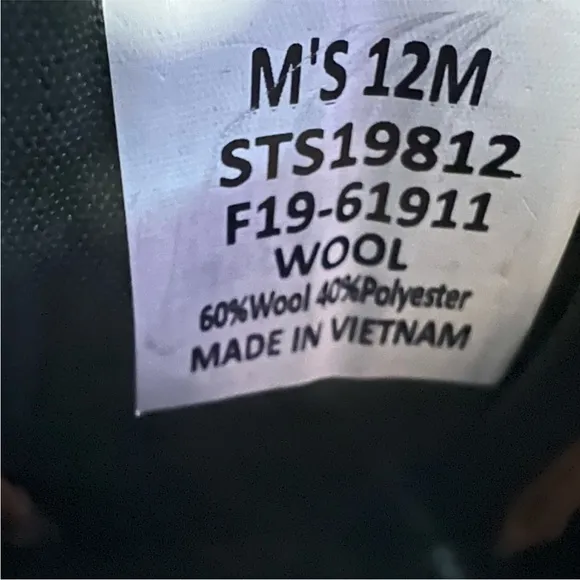 M'S 12M
STS19812
F19-61911
WOOL
60%Wool 40%Polyester
MADE IN VIETNAM